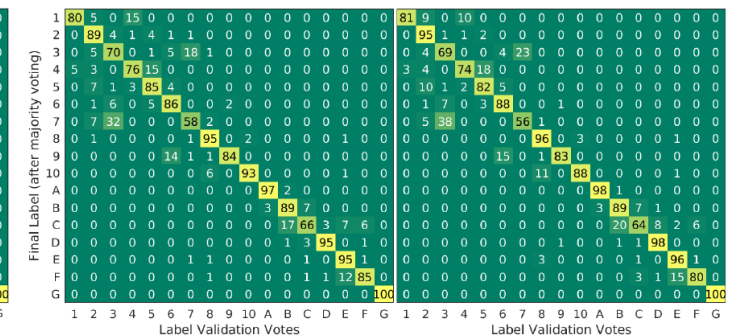 Final Label (after majority voting)
1 80 5 0 15 0 0 0 0 0 0 0 0 0 0 0 0 0 81 9 0 10 0 0 0 0 0 0 0 0 0 0 0 0 0
2 0 89 4 1 4 1 1 0 0 0 0 0 0 0 0 0 0 0 95 1 1 2 0 0 0 0 0 0 0 0 0 0 0 0
3 0 5 70 0 1 5 18 1 0 0 0 0 0 0 0 0 0 0 4 69 0 0 4 23 0 0 0 0 0 0 0 0 0 0
4 5 3 0 76 15 0 0 0 0 0 0 0 0 0 0 0 0 3 4 0 74 18 0 0 0 0 0 0 0 0 0 0 0 0
5 0 7 1 3 85 4 0 0 0 0 0 0 0 0 0 0 0 0 10 1 2 82 5 0 0 0 0 0 0 0 0 0 0 0
6 0 1 6 0 5 86 0 0 2 0 0 0 0 0 0 0 0 0 1 7 0 3 88 0 0 1 0 0 0 0 0 0 0 0
7 0 7 32 0 0 0 58 2 0 0 0 0 0 0 0 0 0 0 5 38 0 0 0 56 1 0 0 0 0 0 0 0 0 0
8 0 1 0 0 0 0 1 95 0 2 0 0 0 0 1 0 0 0 0 0 0 0 0 0 96 0 3 0 0 0 0 1 0 0
9 0 0 0 0 0 14 1 1 84 0 0 0 0 0 0 0 0 0 0 0 0 0 15 0 1 83 0 0 0 0 0 0 0 0
10 0 0 0 0 0 0 0 6 0 93 0 0 0 0 1 0 0 0 0 0 0 0 0 0 11 0 88 0 0 0 0 1 0 0
A 0 0 0 0 0 0 0 0 0 0 97 2 0 0 0 0 0 0 0 0 0 0 0 0 0 0 0 98 1 0 0 0 0 0
B 0 0 0 0 0 0 0 0 0 0 3 89 7 0 0 0 0 0 0 0 0 0 0 0 0 0 0 3 89 7 1 0 0 0
C 0 0 0 0 0 0 0 0 0 0 0 17 66 3 7 6 0 0 0 0 0 0 0 0 0 0 0 0 20 64 8 2 6 0
D 0 0 0 0 0 0 0 0 0 0 0 1 3 95 0 1 0 0 0 0 0 0 0 0 0 1 0 0 1 1 98 0 0 0
E 0 0 0 0 0 0 1 1 0 0 0 0 1 0 95 1 0 0 0 0 0 0 0 0 3 0 0 0 0 1 0 96 1 0
F 0 0 0 0 0 0 0 1 0 0 0 0 1 1 12 85 0 0 0 0 0 0 0 0 0 0 0 0 0 3 1 15 80 0
G 0 0 0 0 0 0 0 0 0 0 0 0 0 0 0 0 100 0 0 0 0 0 0 0 0 0 0 0 0 0 0 0 0 100
G 1 2 3 4 5 6 7 8 9 10 A B C D E F G 1 2 3 4 5 6 7 8 9 10 A B C D E F G
Label Validation Votes Label Validation Votes